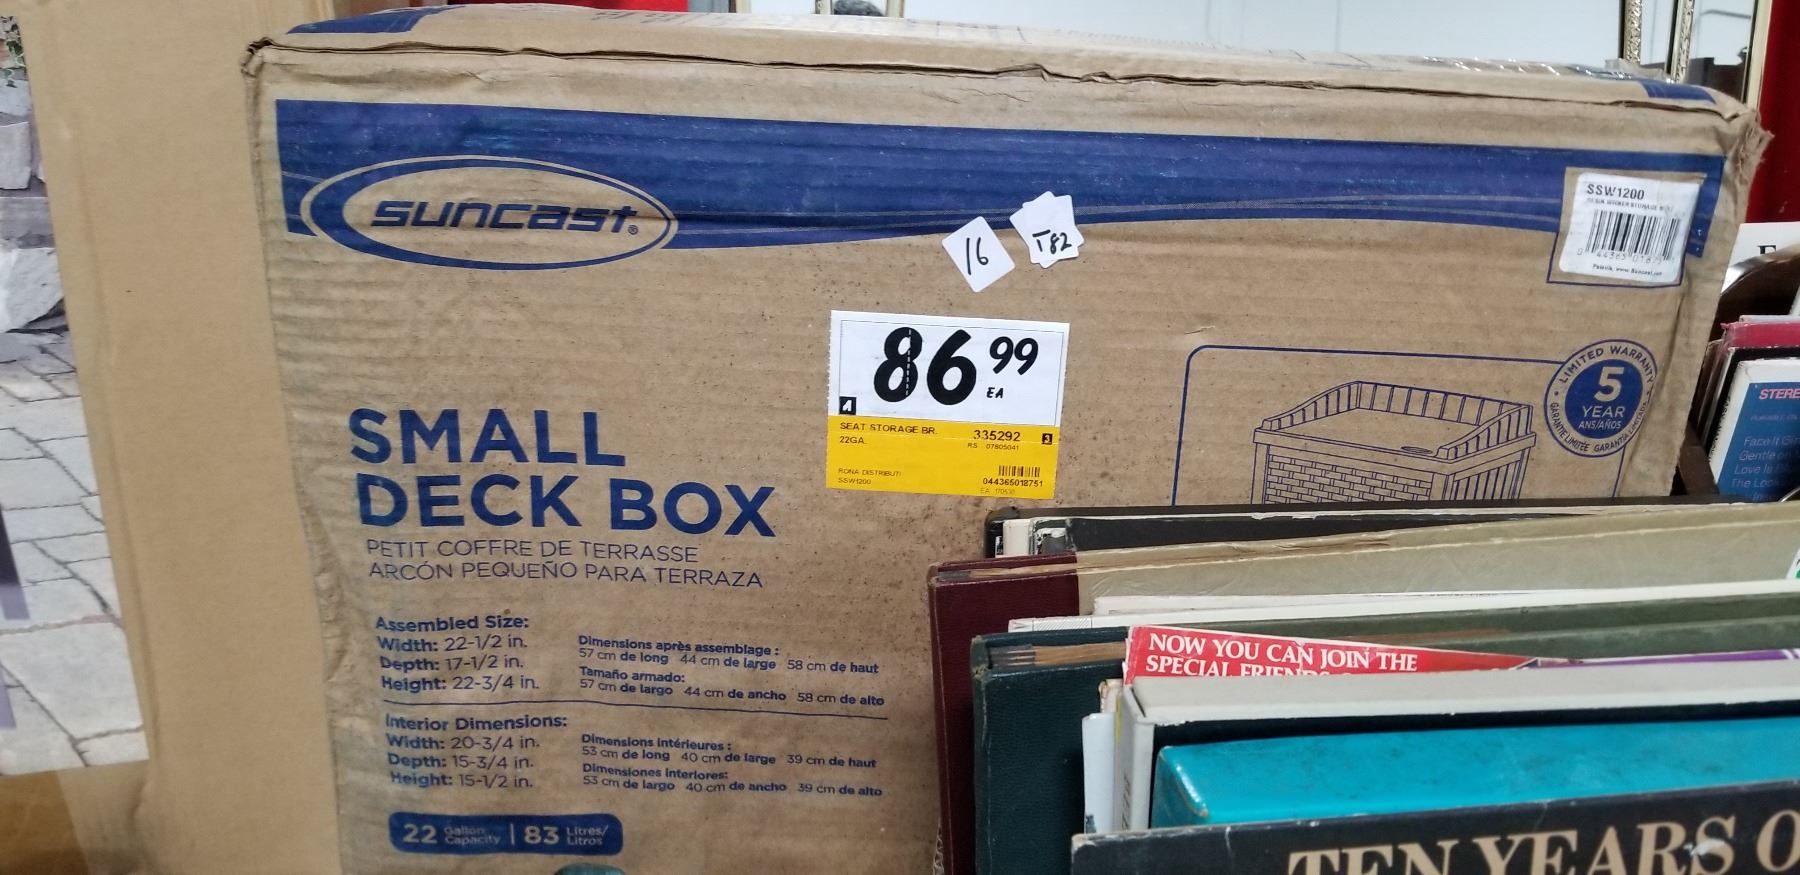 suncast®
SSW1200
16
T82
86 99
EA
A
SEAT STORAGE BR.
22GA.
335292
3
RS 07805041
RONA DISTRIBUTI
SSW1200
044365018751
LIMITED WARRANTY
5
YEAR
ANS/AÑOS
GARANTIE LIMITÉE
SMALL
DECK BOX
PETIT COFFRE DE TERRASSE
ARCÓN PEQUEÑO PARA TERRAZA
Assembled Size:
Width: 22-1/2 in.
Depth: 17-1/2 in.
Height: 22-3/4 in.
Dimensions après assemblage :
57 cm de long 44 cm de large 58 cm de haut
Tamaño armado:
57 cm de largo 44 cm de ancho 58 cm de alto
Interior Dimensions:
Width: 20-3/4 in.
Depth: 15-3/4 in.
Height: 15-1/2 in.
Dimensions intérieures :
53 cm de long 40 cm de large 39 cm de haut
Dimensiones interiores:
53 cm de largo 40 cm de ancho 39 cm de alto
22 Gallon Capacity | 83 Litres/ Litros
NOW YOU CAN JOIN THE
SPECIAL FRIENDS
TEN YEARS O